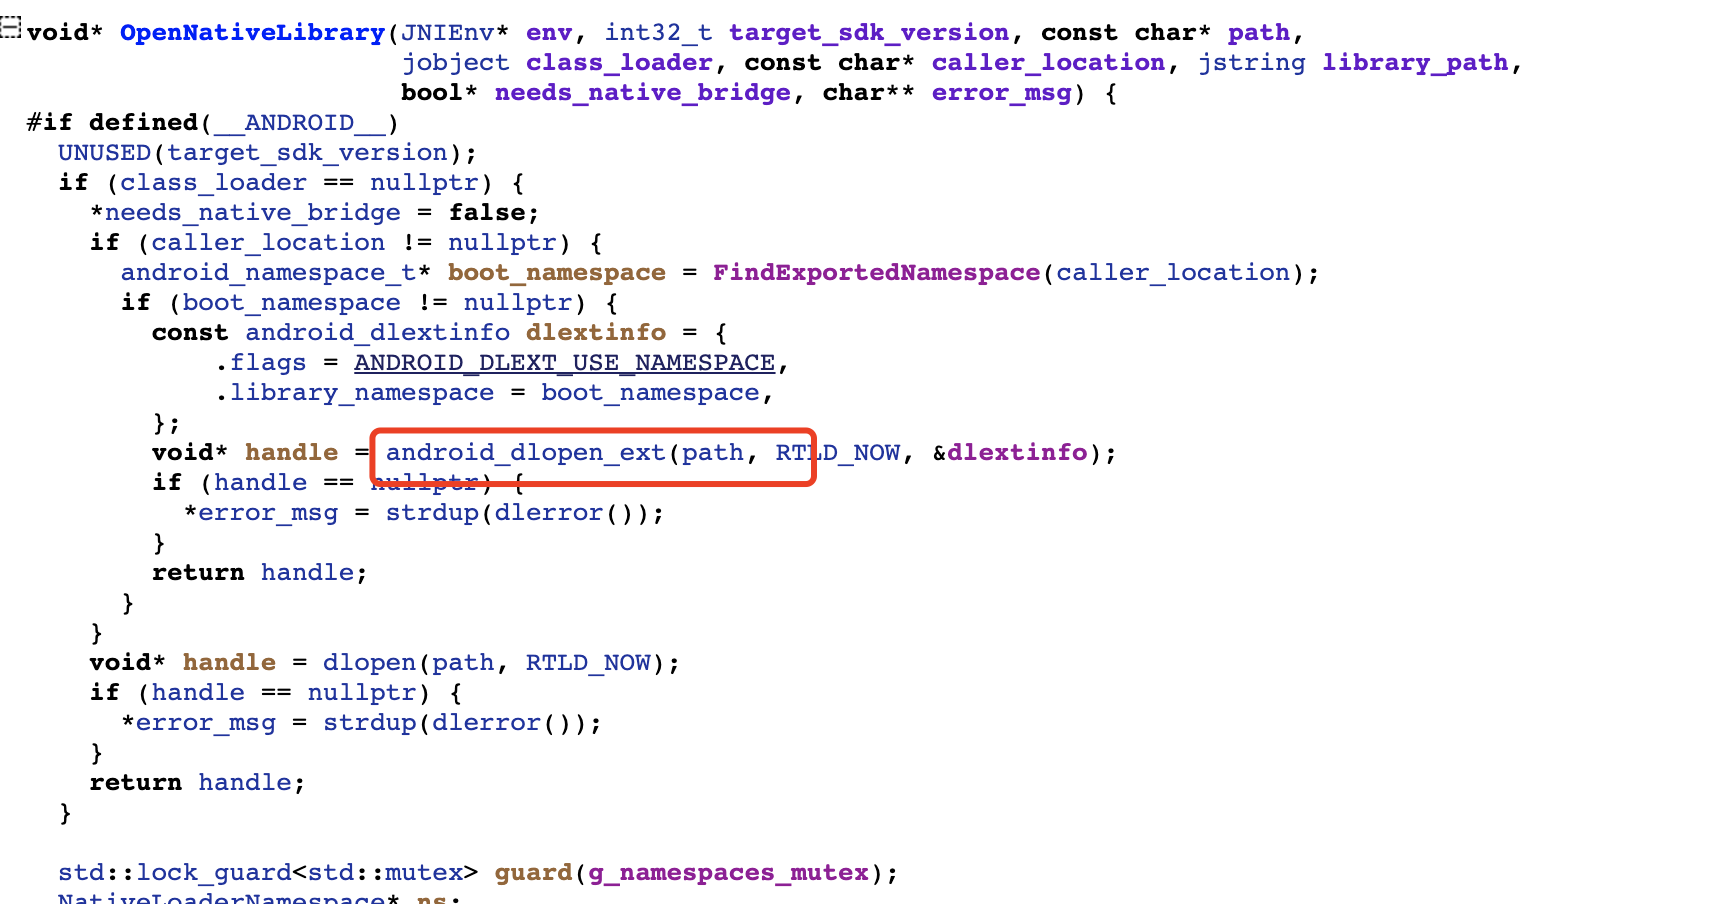 void* OpenNativeLibrary(JNIEnv* env, int32_t target_sdk_version, const char* path,
                        jobject class_loader, const char* caller_location, jstring library_path,
                        bool* needs_native_bridge, char** error_msg) {
#if defined(__ANDROID__)
  UNUSED(target_sdk_version);
  if (class_loader == nullptr) {
    *needs_native_bridge = false;
    if (caller_location != nullptr) {
      android_namespace_t* boot_namespace = FindExportedNamespace(caller_location);
      if (boot_namespace != nullptr) {
        const android_dlextinfo dlextinfo = {
            .flags = ANDROID_DLEXT_USE_NAMESPACE,
            .library_namespace = boot_namespace,
        };
        void* handle = android_dlopen_ext(path, RTLD_NOW, &dlextinfo);
        if (handle == nullptr) {
          *error_msg = strdup(dlerror());
        }
        return handle;
      }
    }
    void* handle = dlopen(path, RTLD_NOW);
    if (handle == nullptr) {
      *error_msg = strdup(dlerror());
    }
    return handle;
  }
  std::lock_guard<std::mutex> guard(g_namespaces_mutex);
  NativeLoaderNamespace* ns;